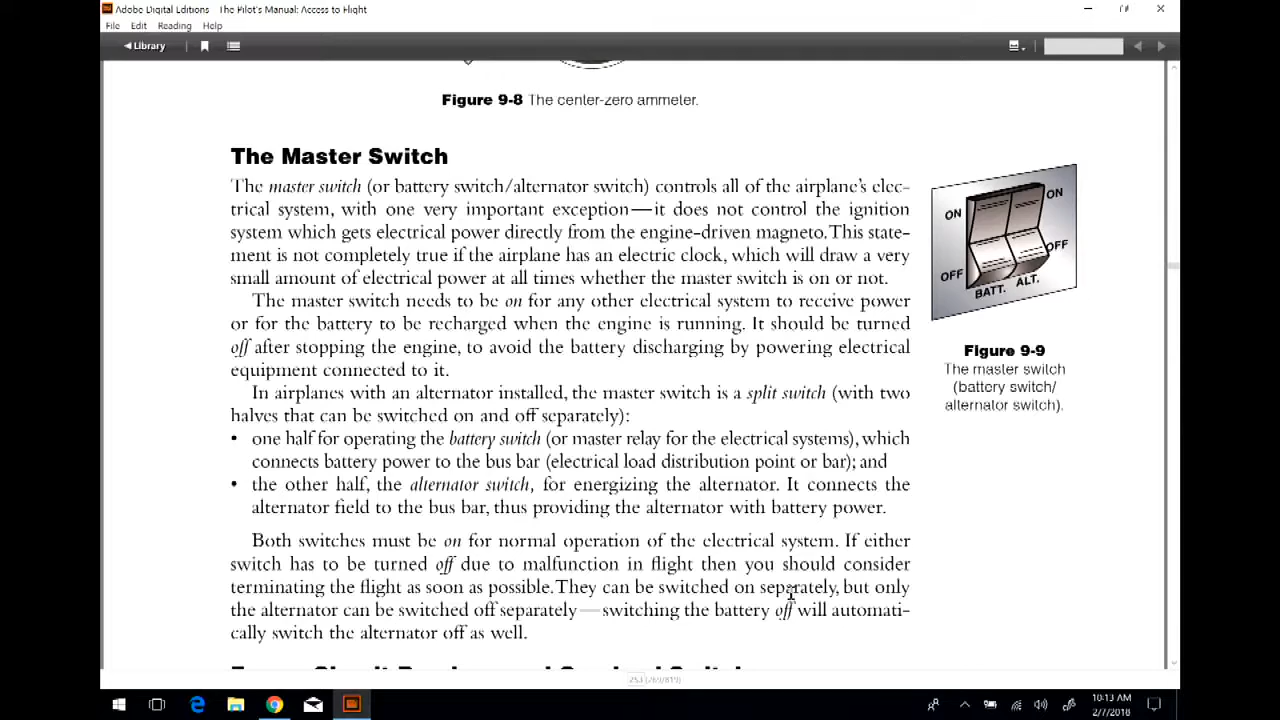 Adobe Digital Editions - The Pilot's Manual: Access to Flight
File Edit Reading Help
Library
Figure 9-8 The center-zero ammeter.
The Master Switch
The master switch (or battery switch/alternator switch) controls all of the airplane's elec-
trical system, with one very important exception—it does not control the ignition
system which gets electrical power directly from the engine-driven magneto. This state-
ment is not completely true if the airplane has an electric clock, which will draw a very
small amount of electrical power at all times whether the master switch is on or not.
The master switch needs to be on for any other electrical system to receive power
or for the battery to be recharged when the engine is running. It should be turned
off after stopping the engine, to avoid the battery discharging by powering electrical
equipment connected to it.
In airplanes with an alternator installed, the master switch is a split switch (with two
halves that can be switched on and off separately):
• one half for operating the battery switch (or master relay for the electrical systems), which
connects battery power to the bus bar (electrical load distribution point or bar); and
• the other half, the alternator switch, for energizing the alternator. It connects the
alternator field to the bus bar, thus providing the alternator with battery power.
Both switches must be on for normal operation of the electrical system. If either
switch has to be turned off due to malfunction in flight then you should consider
terminating the flight as soon as possible. They can be switched on separately, but only
the alternator can be switched off separately—switching the battery off will automati-
cally switch the alternator off as well.
ON
ON
OFF
OFF
BATT. ALT.
Figure 9-9
The master switch
(battery switch/
alternator switch).
253 (269/819)
10:13 AM
2/7/2018